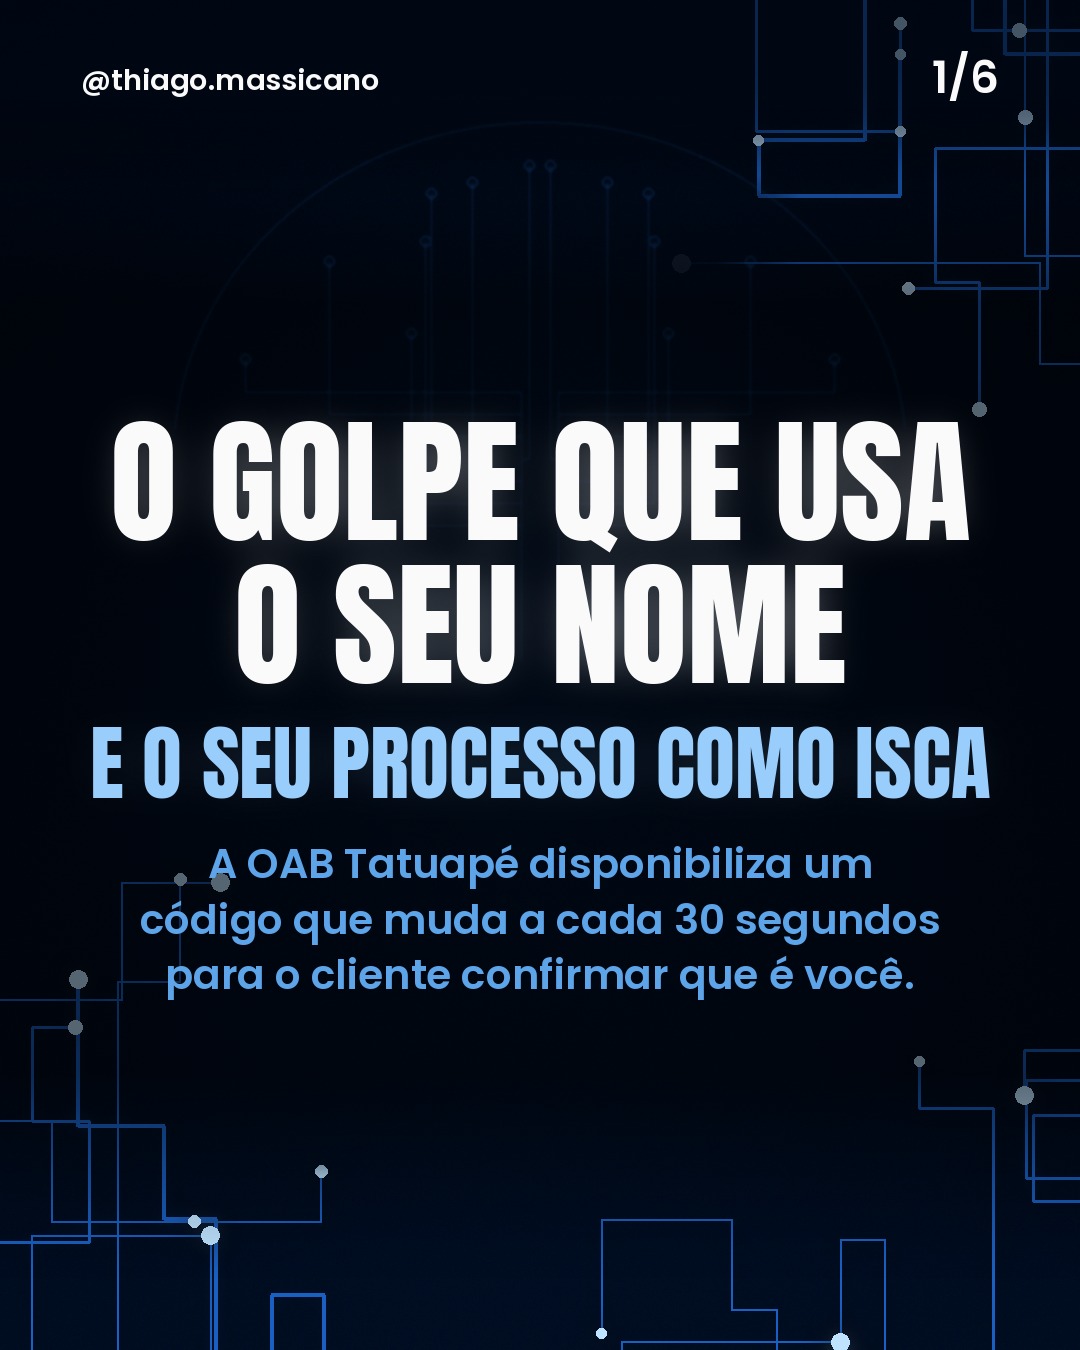 @thiago.massicano
1/6
O GOLPE QUE USA
O SEU NOME
E O SEU PROCESSO COMO ISCA
A OAB Tatuapé disponibiliza um
código que muda a cada 30 segundos
para o cliente confirmar que é você.